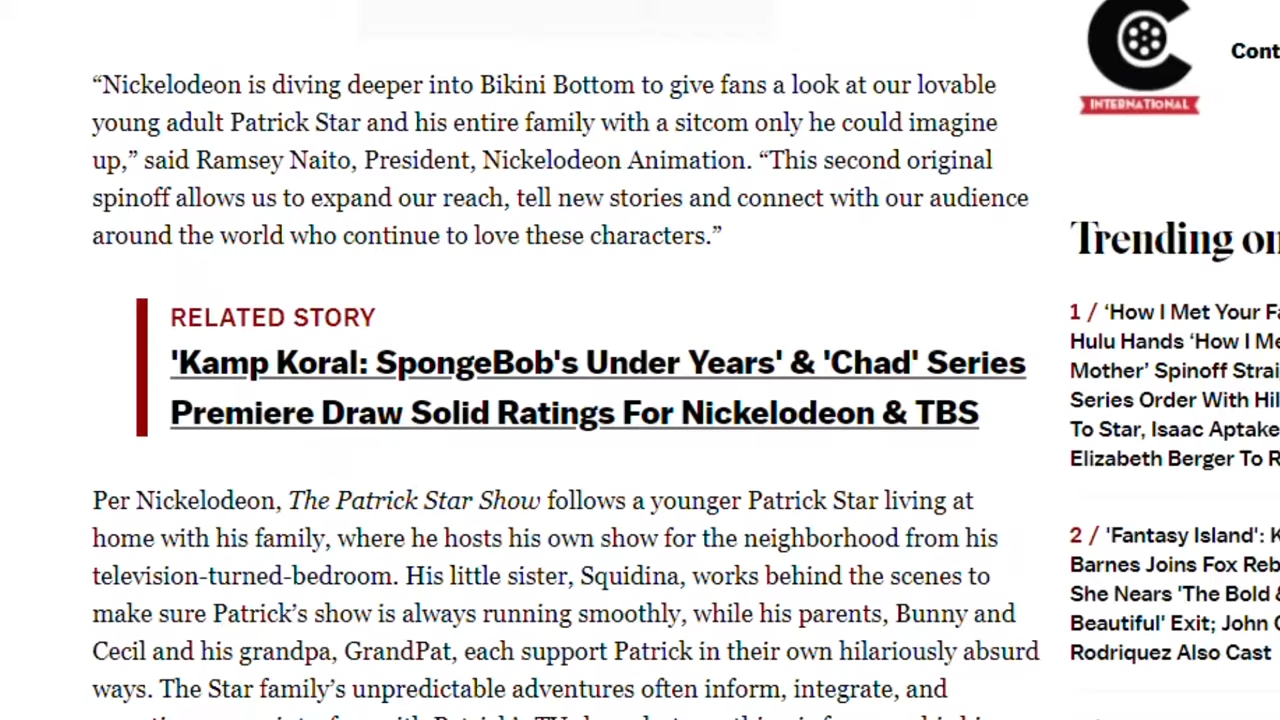 “Nickelodeon is diving deeper into Bikini Bottom to give fans a look at our lovable
young adult Patrick Star and his entire family with a sitcom only he could imagine
up,” said Ramsey Naito, President, Nickelodeon Animation. “This second original
spinoff allows us to expand our reach, tell new stories and connect with our audience
around the world who continue to love these characters.”
RELATED STORY
'Kamp Koral: SpongeBob's Under Years' & 'Chad' Series
Premiere Draw Solid Ratings For Nickelodeon & TBS
Per Nickelodeon, The Patrick Star Show follows a younger Patrick Star living at
home with his family, where he hosts his own show for the neighborhood from his
television-turned-bedroom. His little sister, Squidina, works behind the scenes to
make sure Patrick’s show is always running smoothly, while his parents, Bunny and
Cecil and his grandpa, GrandPat, each support Patrick in their own hilariously absurd
ways. The Star family’s unpredictable adventures often inform, integrate, and
INTERNATIONAL
Cont
Trending on
1 / ‘How I Met Your Fa
Hulu Hands ‘How I Me
Mother’ Spinoff Strai
Series Order With Hil
To Star, Isaac Aptake
Elizabeth Berger To R
2 / 'Fantasy Island': K
Barnes Joins Fox Reb
She Nears 'The Bold &
Beautiful' Exit; John C
Rodriquez Also Cast